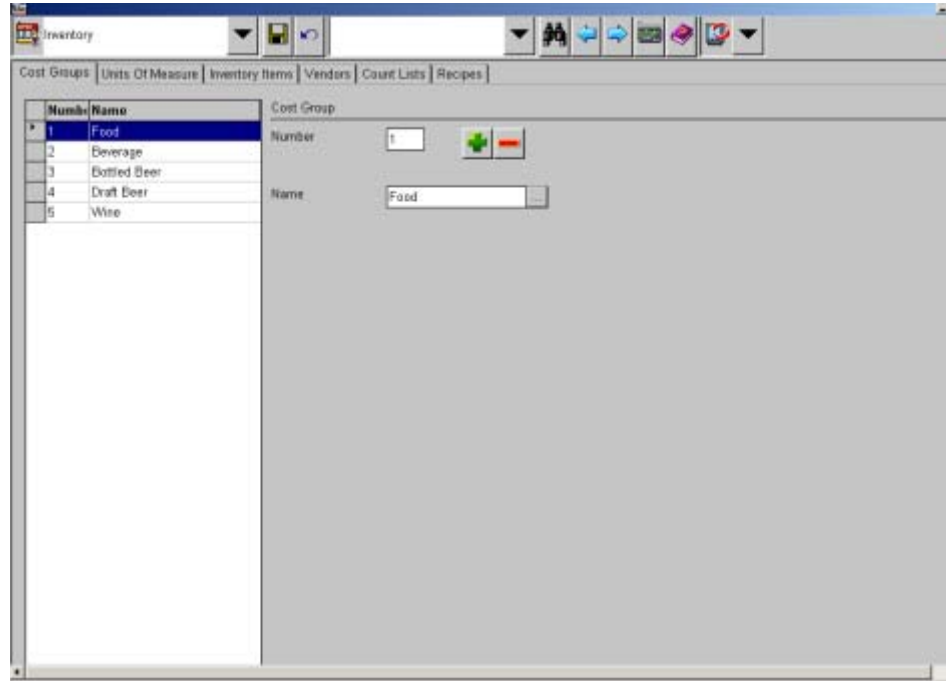 Inventory
Cost Groups Units Of Measure Inventory Items Vendors Count Lists Recipes
Numbe Name
1 Food
2 Beverage
3 Bottled Beer
4 Draft Beer
5 Wine
Cost Group
Number 1
Name Food ...